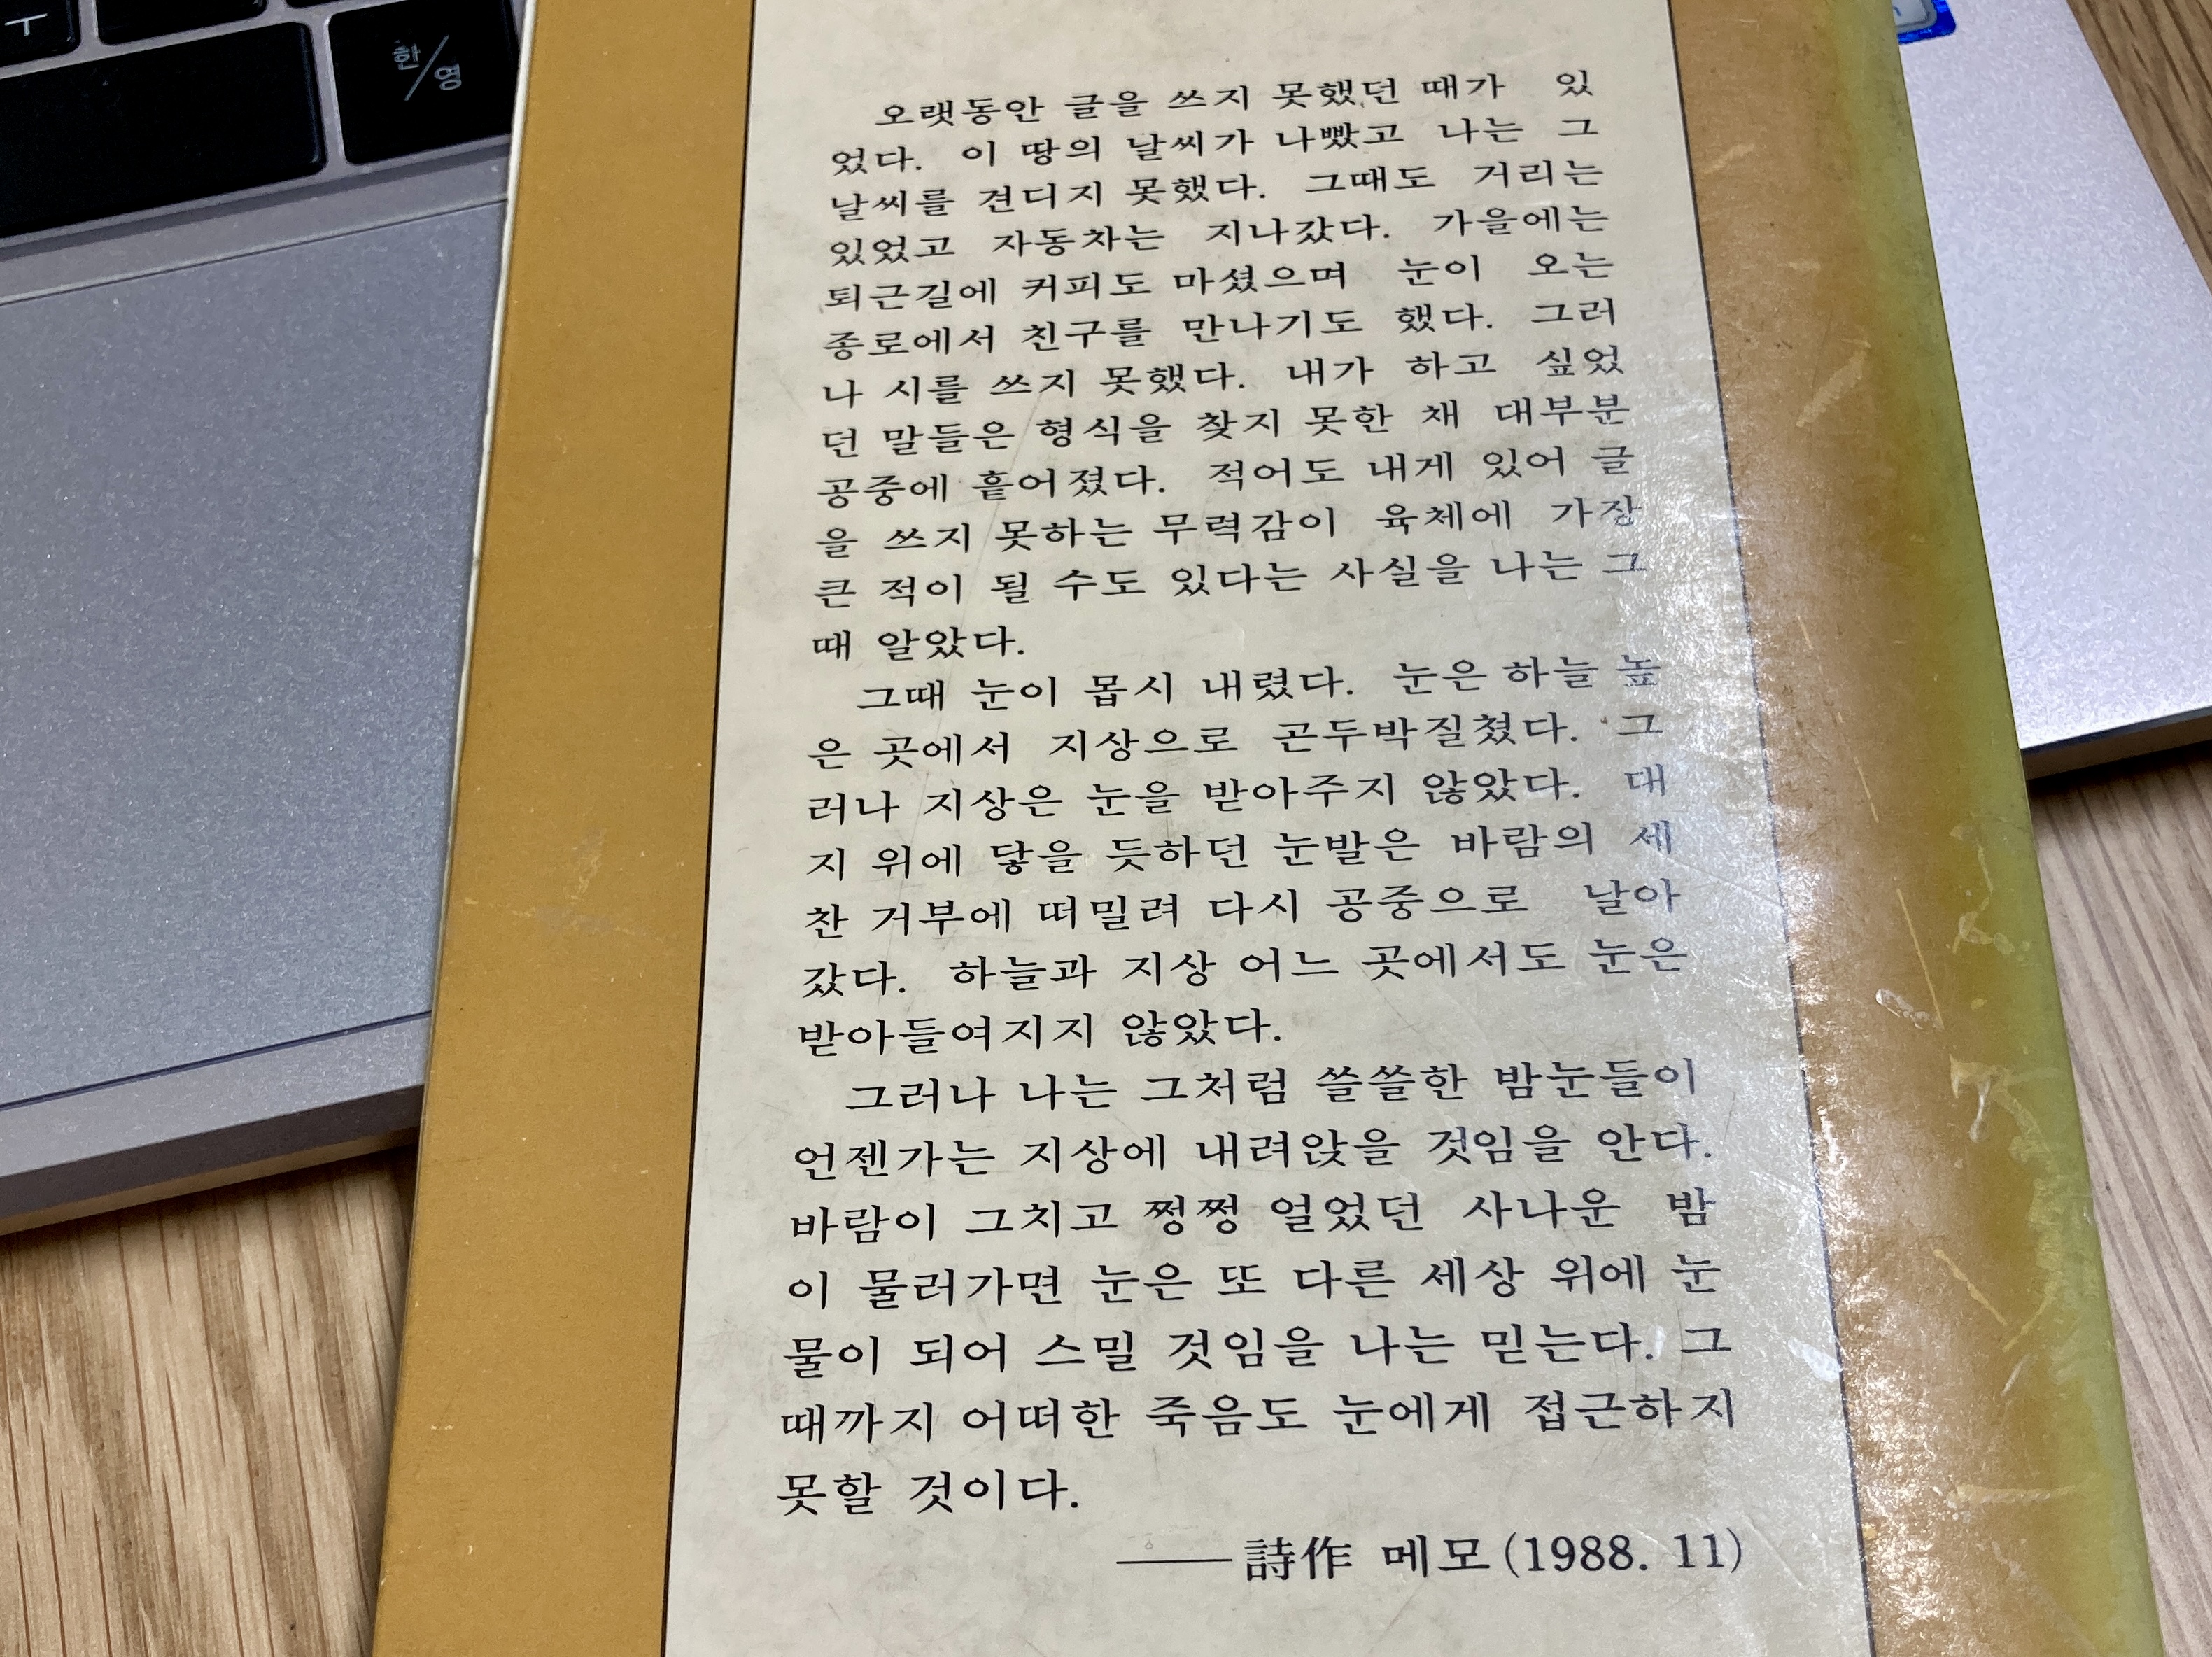 ㅜ
한/영
오랫동안 글을 쓰지 못했던 때가 있
었다. 이 땅의 날씨가 나빴고 나는 그
날씨를 견디지 못했다. 그때도 거리는
있었고 자동차는 지나갔다. 가을에는
퇴근길에 커피도 마셨으며 눈이 오는
종로에서 친구를 만나기도 했다. 그러
나 시를 쓰지 못했다. 내가 하고 싶었
던 말들은 형식을 찾지 못한 채 대부분
공중에 흩어졌다. 적어도 내게 있어 글
을 쓰지 못하는 무력감이 육체에 가장
큰 적이 될 수도 있다는 사실을 나는 그
때 알았다.
그때 눈이 몹시 내렸다. 눈은 하늘 높
은 곳에서 지상으로 곤두박질쳤다. 그
러나 지상은 눈을 받아주지 않았다. 대
지 위에 닿을 듯하던 눈발은 바람의 세
찬 거부에 떠밀려 다시 공중으로 날아
갔다. 하늘과 지상 어느 곳에서도 눈은
받아들여지지 않았다.
그러나 나는 그처럼 쓸쓸한 밤눈들이
언젠가는 지상에 내려앉을 것임을 안다.
바람이 그치고 쩡쩡 얼었던 사나운 밤
이 물러가면 눈은 또 다른 세상 위에 눈
물이 되어 스밀 것임을 나는 믿는다. 그
때까지 어떠한 죽음도 눈에게 접근하지
못할 것이다.
——詩作 메모(1988. 11)